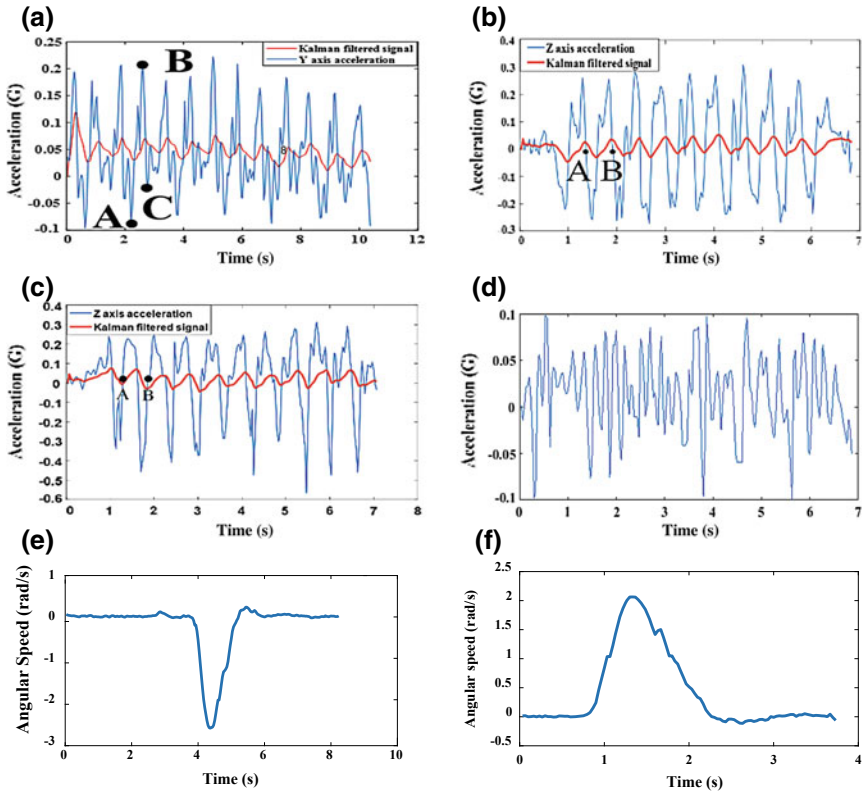 (a)
Kalman filtered signal
Y axis acceleration
0.25
0.2
0.15
0.1
0.05
0
-0.05
-0.1
Acceleration (G)
A
B
C
8
0 2 4 6 8 10 12
Time (s)
(b)
Z axis acceleration
Kalman filtered signal
0.4
0.3
0.2
0.1
0
-0.1
-0.2
0.3
Acceleration (G)
A B
0 1 2 3 4 5 6 7
Time (s)
(c)
Z axis acceleration
Kalman filtered signal
0.4
0.3
0.2
0.1
0
-0.1
-0.2
-0.3
-0.4
-0.5
-0.6
Acceleration (G)
A B
0 1 2 3 4 5 6 7 8
Time (s)
(d)
0.1
0.05
0
-0.05
-0.1
Acceleration (G)
0 1 2 3 4 5 6 7
Time (s)
(e)
1
0
-1
-2
-3
Angular Speed (rad/s)
0 2 4 6 8 10
Time (s)
(f)
2.5
2
1.5
1
0.5
0
-0.5
Angular speed (rad/s)
0 1 2 3 4
Time (s)